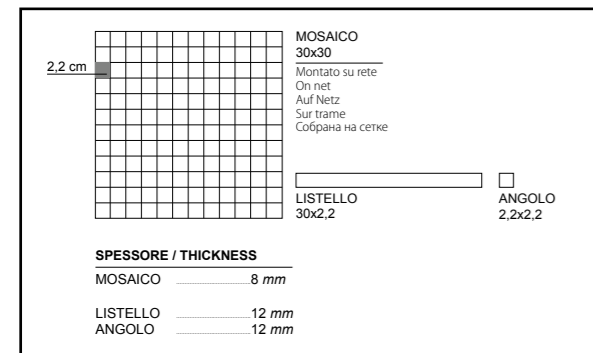 MOSAICO
30x30
2,2 cm
Montato su rete
On net
Auf Netz
Sur trame
Собрана на сетке
LISTELLO
30x2,2
ANGOLO
2,2x2,2
SPESSORE / THICKNESS
MOSAICO 8 mm
LISTELLO 12 mm
ANGOLO 12 mm